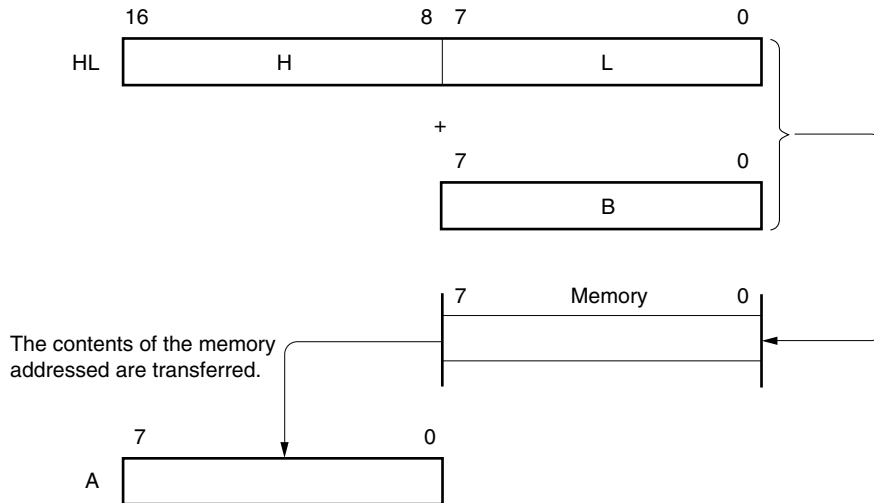 16 8 7 0
HL H L
+
7 0
B
7 Memory 0
The contents of the memory
addressed are transferred.
7 0
A